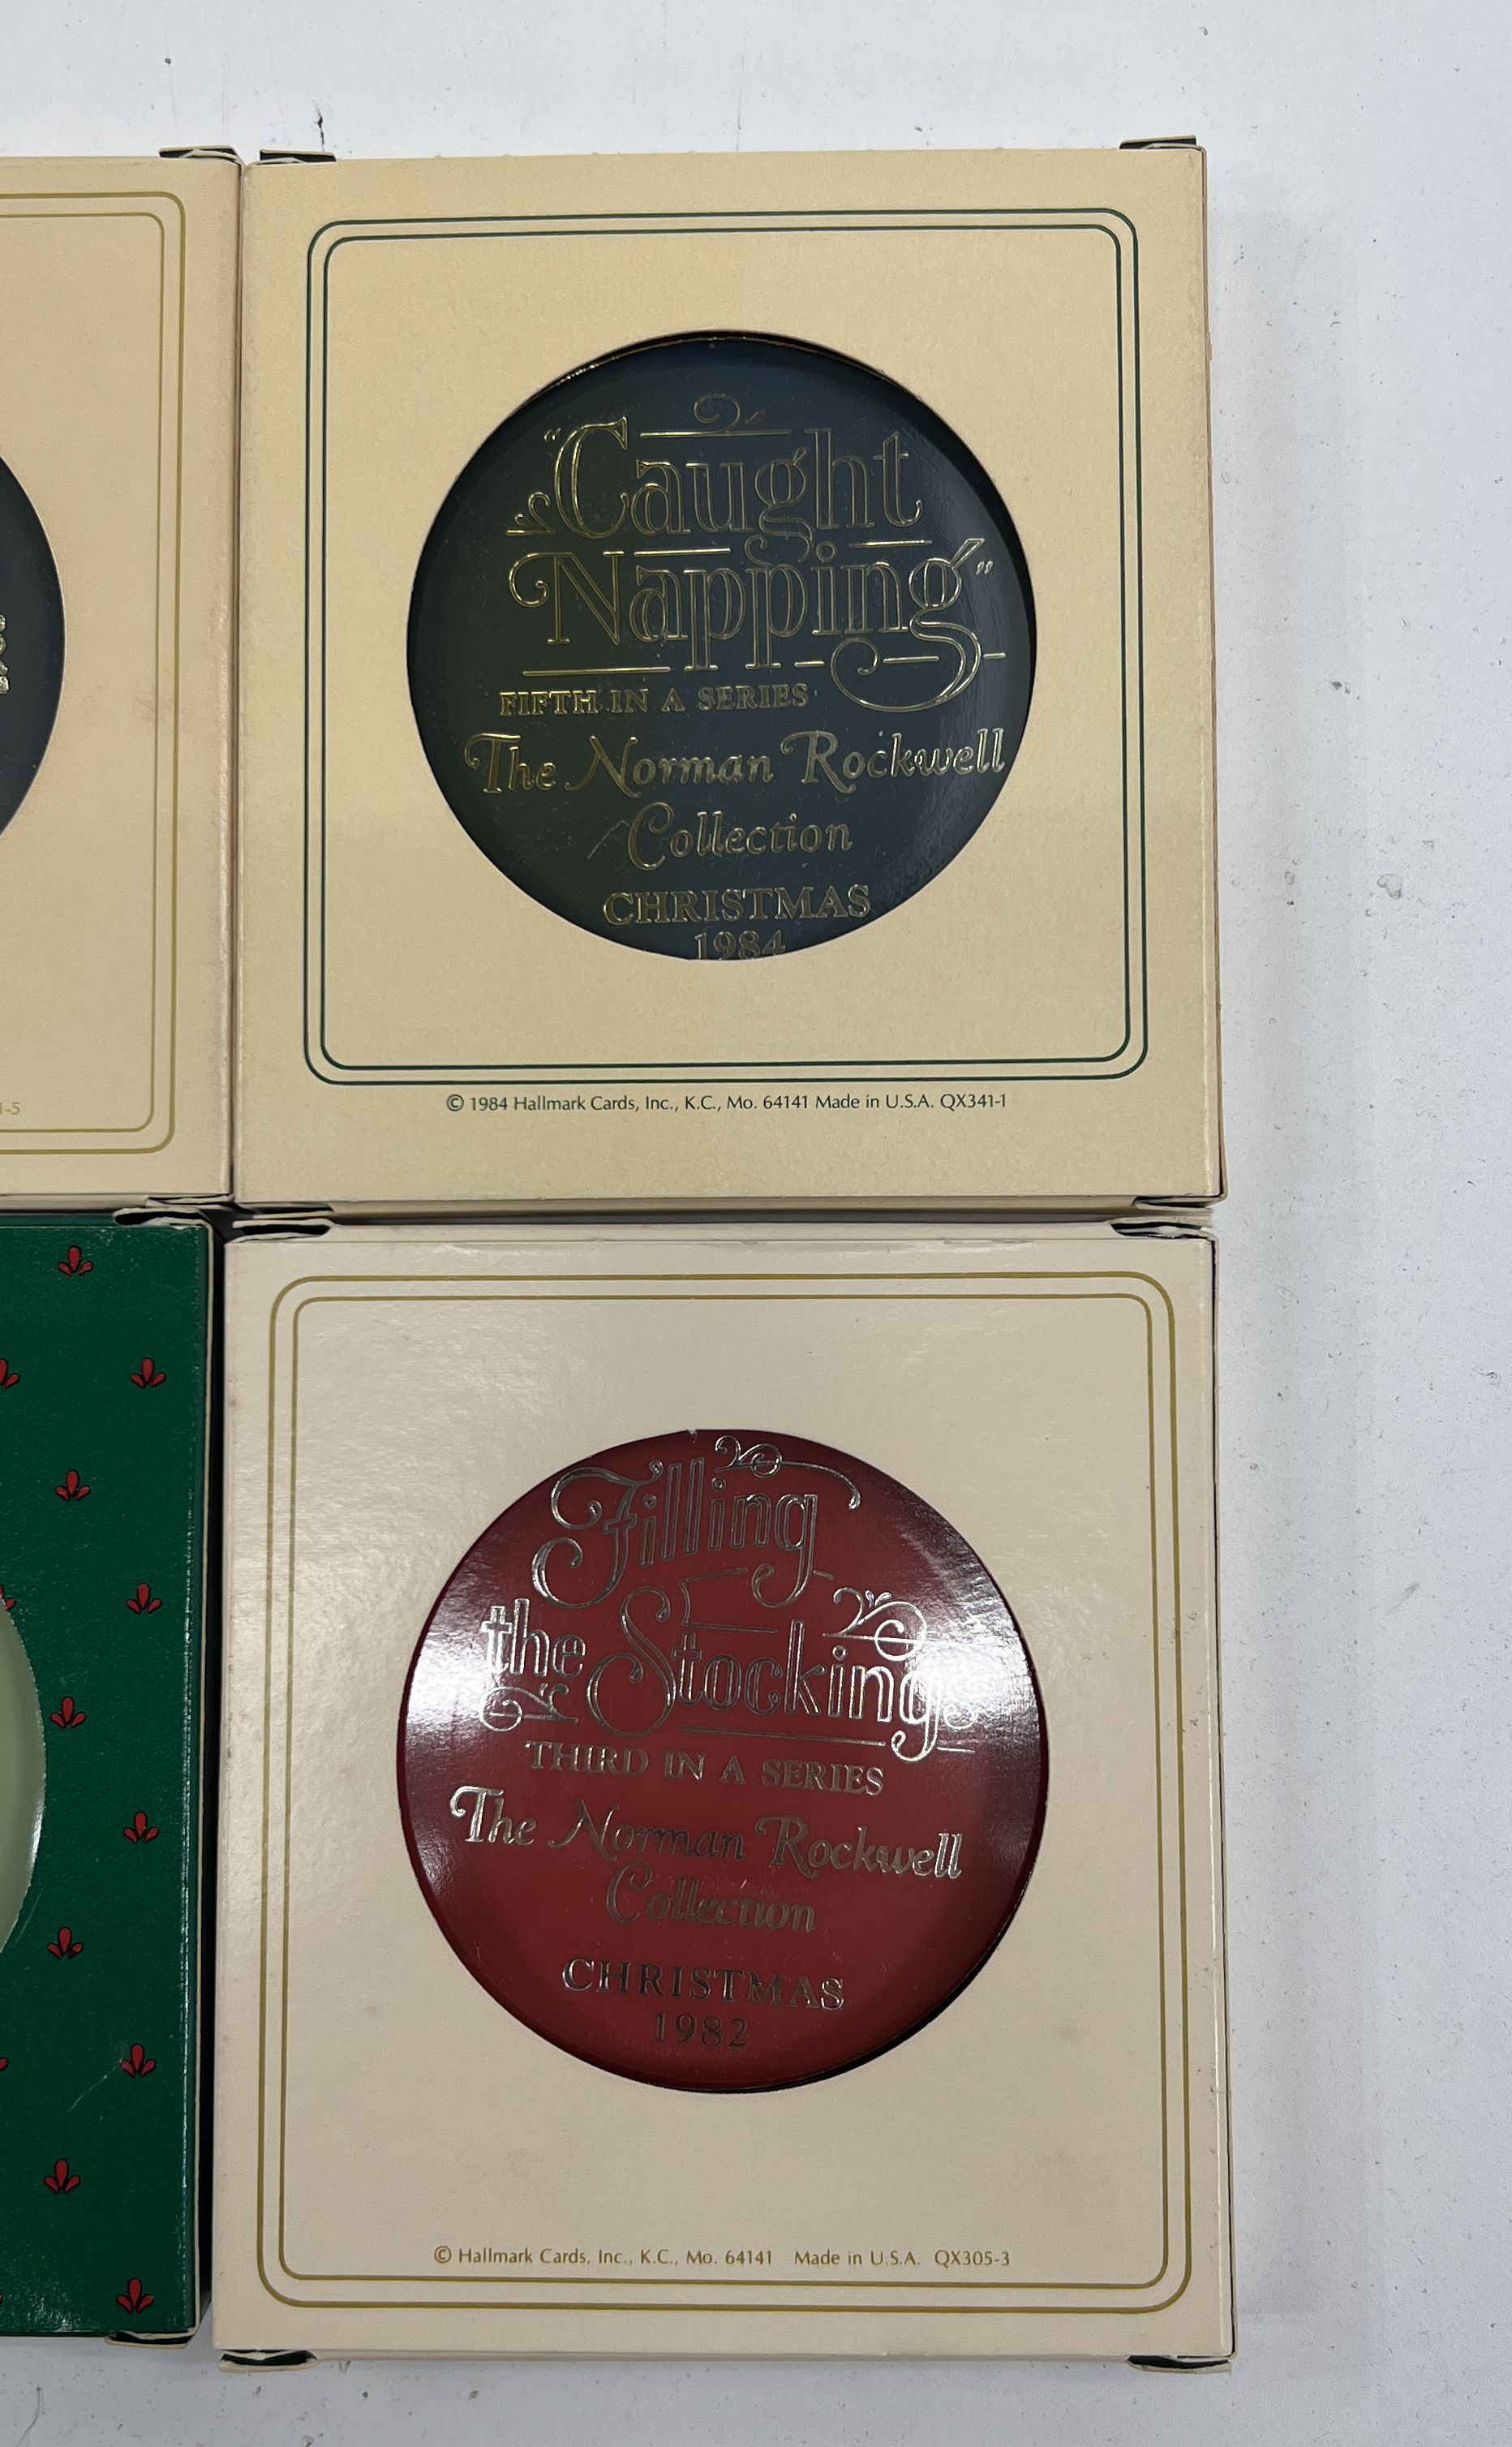 "Caught
Napping"
FIFTH IN A SERIES
The Norman Rockwell
Collection
CHRISTMAS
1984
© 1984 Hallmark Cards, Inc., K.C., Mo. 64141 Made in U.S.A. QX341-1
-5
Filling
the Stockings
THIRD IN A SERIES
The Norman Rockwell
Collection
CHRISTMAS
1982
© Hallmark Cards, Inc., K.C., Mo. 64141 Made in U.S.A. QX305-3